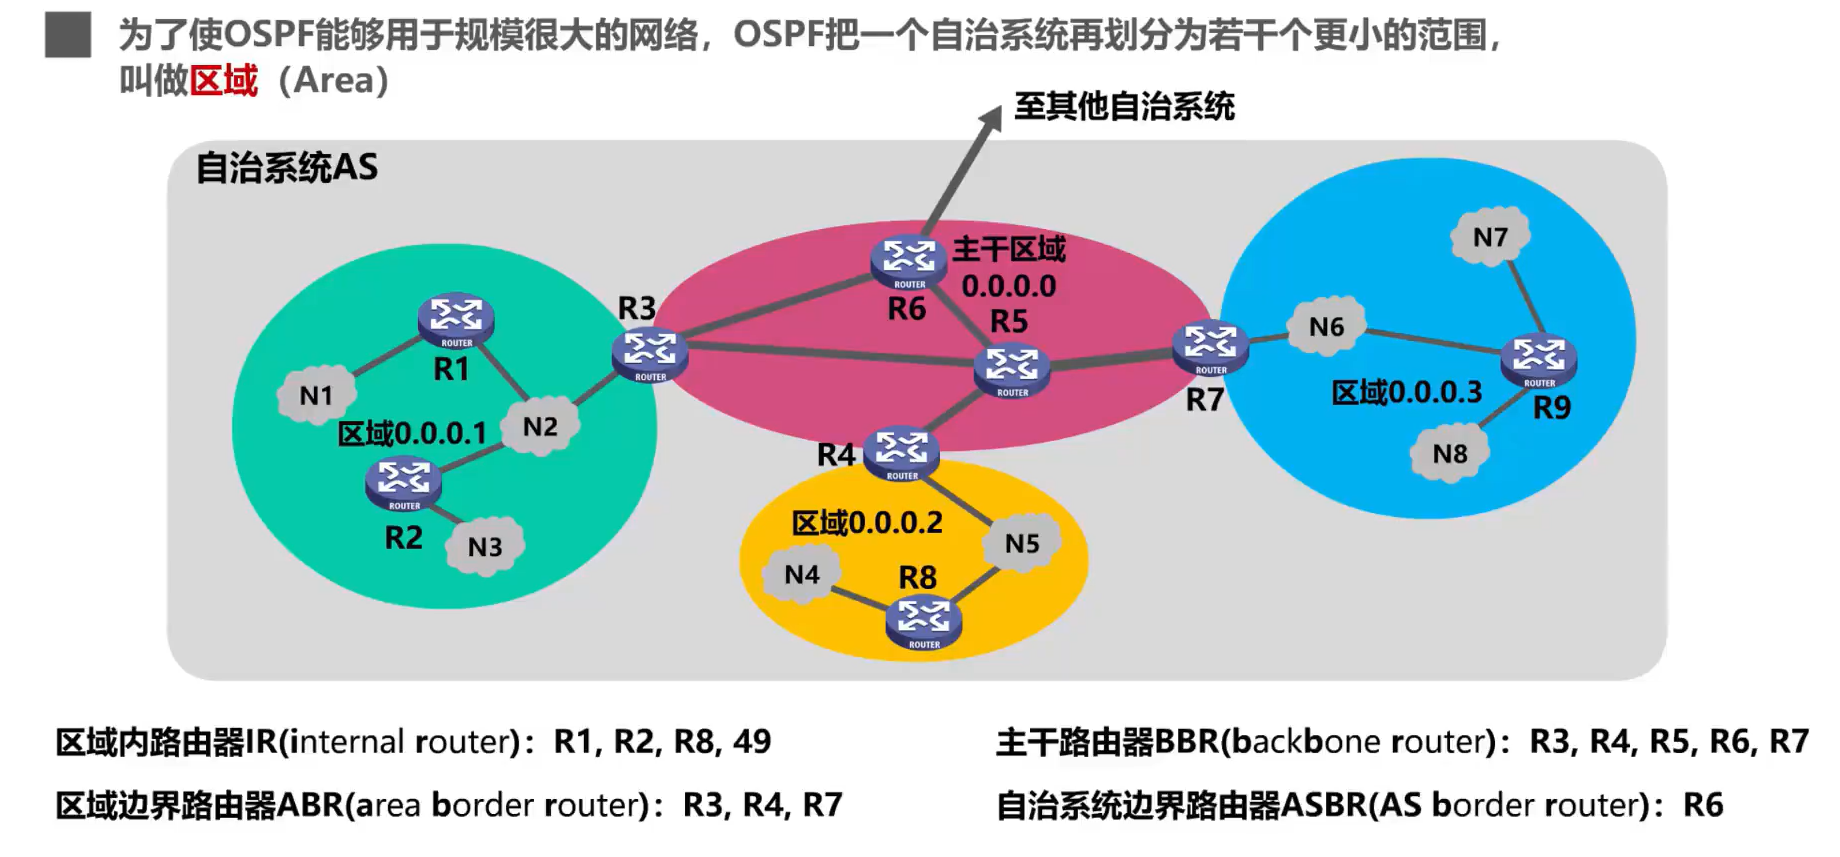 为了使OSPF能够用于规模很大的网络，OSPF把一个自治系统再划分为若干个更小的范围，
叫做区域（Area）
至其他自治系统
自治系统AS
主干区域
0.0.0.0
ROUTER
R6
R5
ROUTER
R3
ROUTER
ROUTER
R7
R4
ROUTER
ROUTER
R1
N1
N2
区域0.0.0.1
ROUTER
R2
N3
区域0.0.0.2
N5
N4
R8
ROUTER
N7
N6
ROUTER
区域0.0.0.3
R9
N8
区域内路由器IR(internal router)：R1, R2, R8, 49
主干路由器BBR(backbone router)：R3, R4, R5, R6, R7
区域边界路由器ABR(area border router)：R3, R4, R7
自治系统边界路由器ASBR(AS border router)：R6